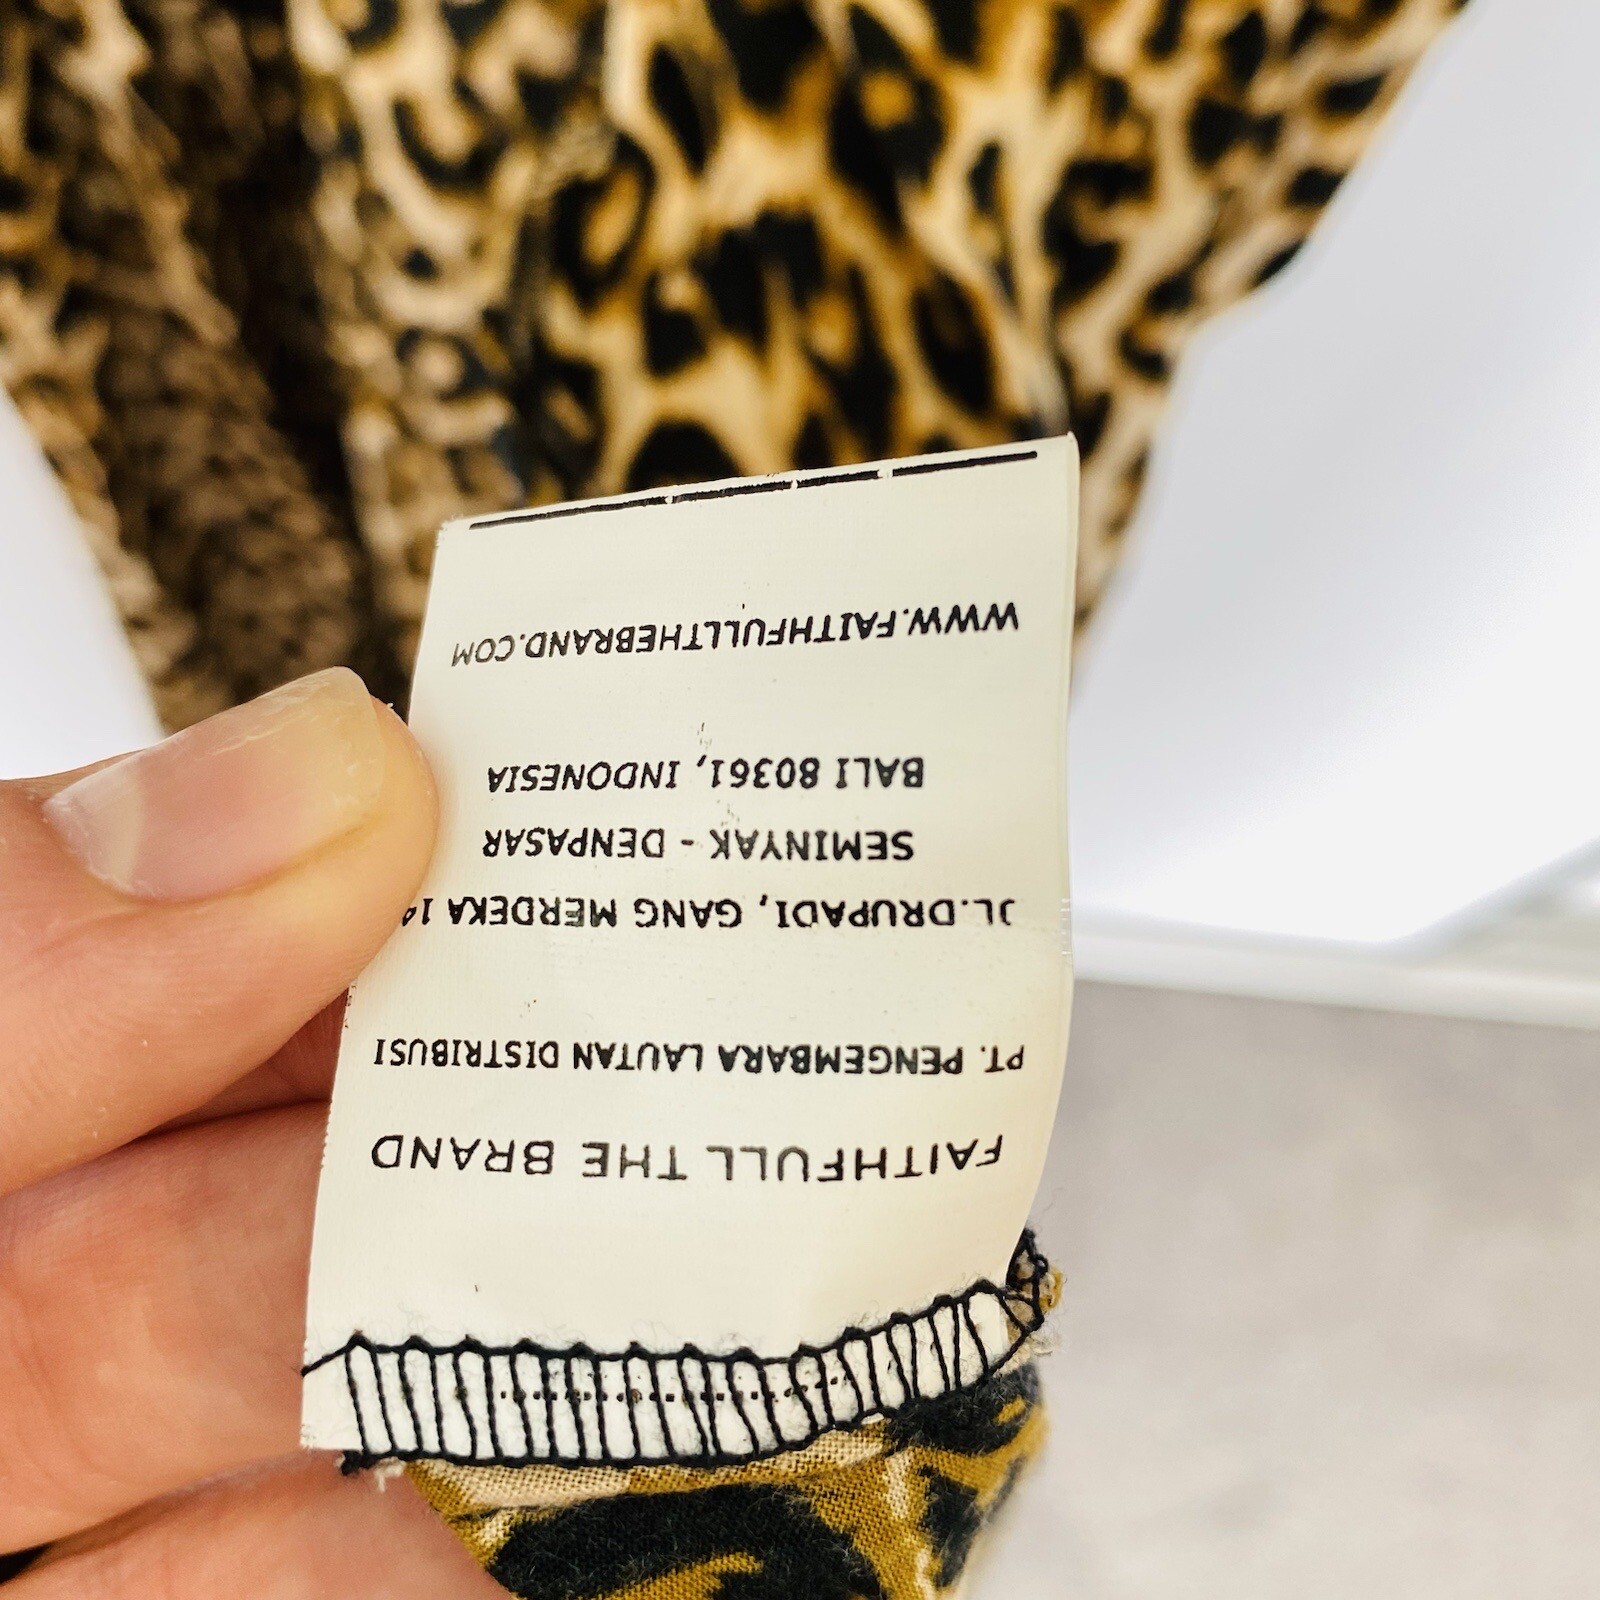 FAITHFULL THE BRAND
PT. PENGEMBARA LAUTAN DISTRIBUSI
JL.DRUPADI, GANG MERDEKA
SEMINYAK - DENPASAR
BALI 80361, INDONESIA
WWW.FAITHFULLTHEBRAND.COM